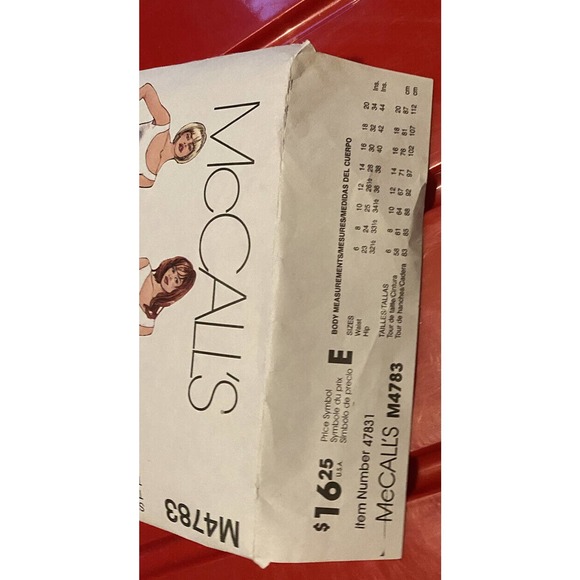 McCALL'S
M4783
$16.25
U.S.A.
Price Symbol
Symbole du prix
Símbolo de precio
E
Item Number 47831
McCALL'S M4783
BODY MEASUREMENTS/MESURES/MEDIDAS DEL CUERPO
SIZES 6 8 10 12 14 16 18 20
Waist 23 24 25 26½ 28 30 32 34 Ins.
Hip 32½ 33½ 34½ 36 38 40 42 44 Ins.
TAILLES/TALLAS 6 8 10 12 14 16 18 20
Tour de taille/Cintura 58 61 64 67 71 76 81 87 cm
Tour de hanches/Cadera 83 85 88 92 97 102 107 112 cm